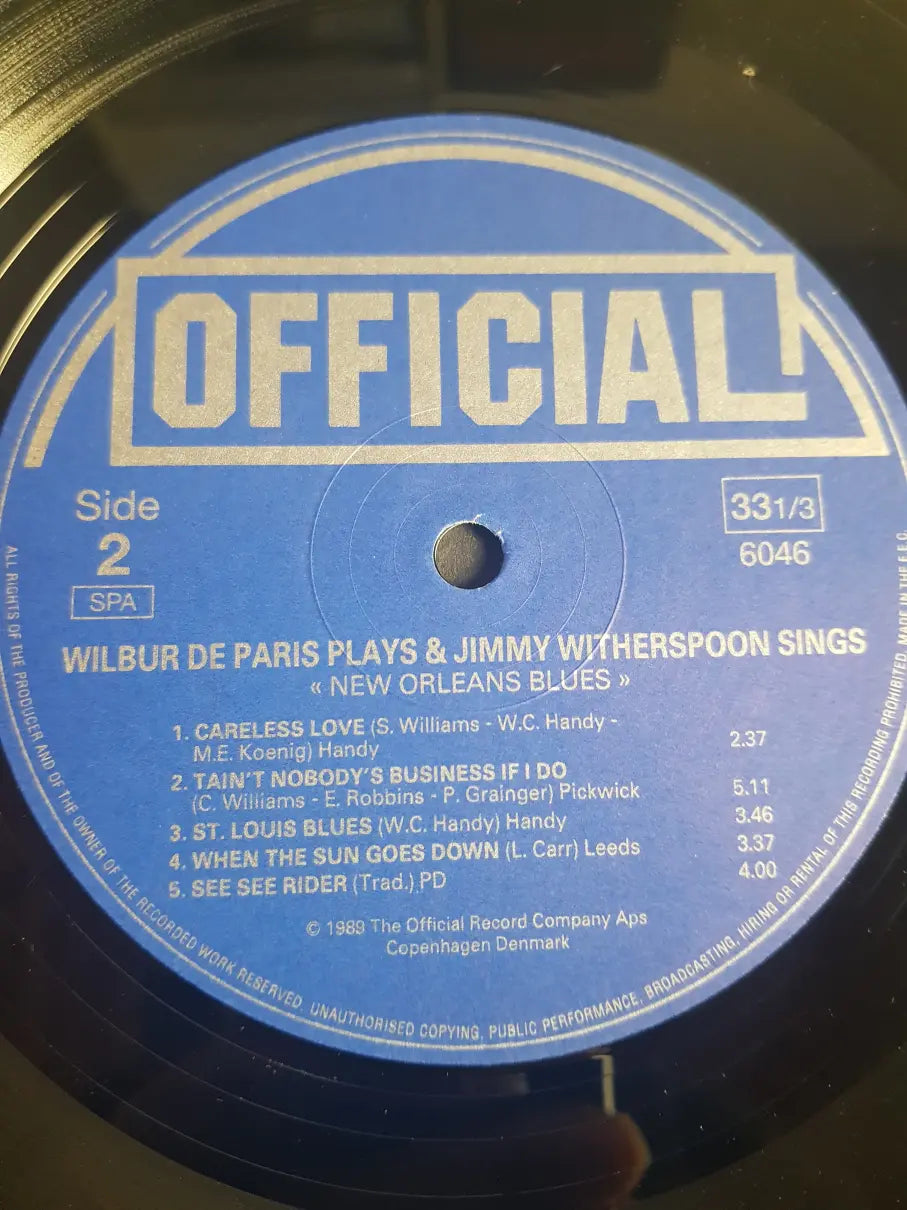 OFFICIAL
Side
2
SPA
33 1/3
6046
WILBUR DE PARIS PLAYS & JIMMY WITHERSPOON SINGS
« NEW ORLEANS BLUES »
1. CARELESS LOVE (S. Williams - W.C. Handy -
M.E. Koenig) Handy 2.37
2. TAIN'T NOBODY'S BUSINESS IF I DO
(C. Williams - E. Robbins - P. Grainger) Pickwick 5.11
3. ST. LOUIS BLUES (W.C. Handy) Handy 3.46
4. WHEN THE SUN GOES DOWN (L. Carr) Leeds 3.37
5. SEE SEE RIDER (Trad.) PD 4.00
© 1989 The Official Record Company Aps
Copenhagen Denmark
ALL RIGHTS OF THE PRODUCER AND OF THE OWNER OF THE RECORDED WORK RESERVED. UNAUTHORISED COPYING, PUBLIC PERFORMANCE, BROADCASTING, HIRING OR RENTAL OF THIS RECORDING PROHIBITED. MADE IN THE E.E.C.